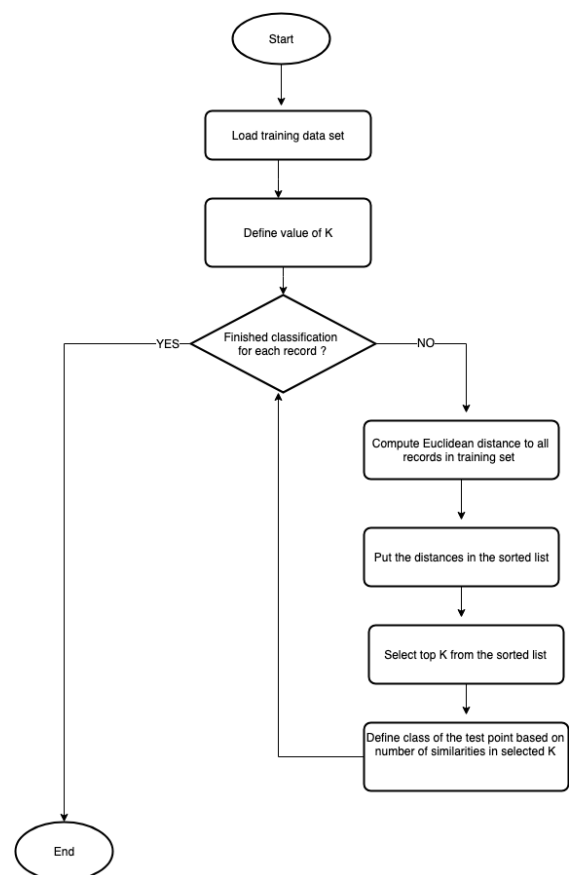 Start
Load training data set
Define value of K
Finished classification
for each record ?
YES
NO
Compute Euclidean distance to all
records in training set
Put the distances in the sorted list
Select top K from the sorted list
Define class of the test point based on
number of similarities in selected K
End